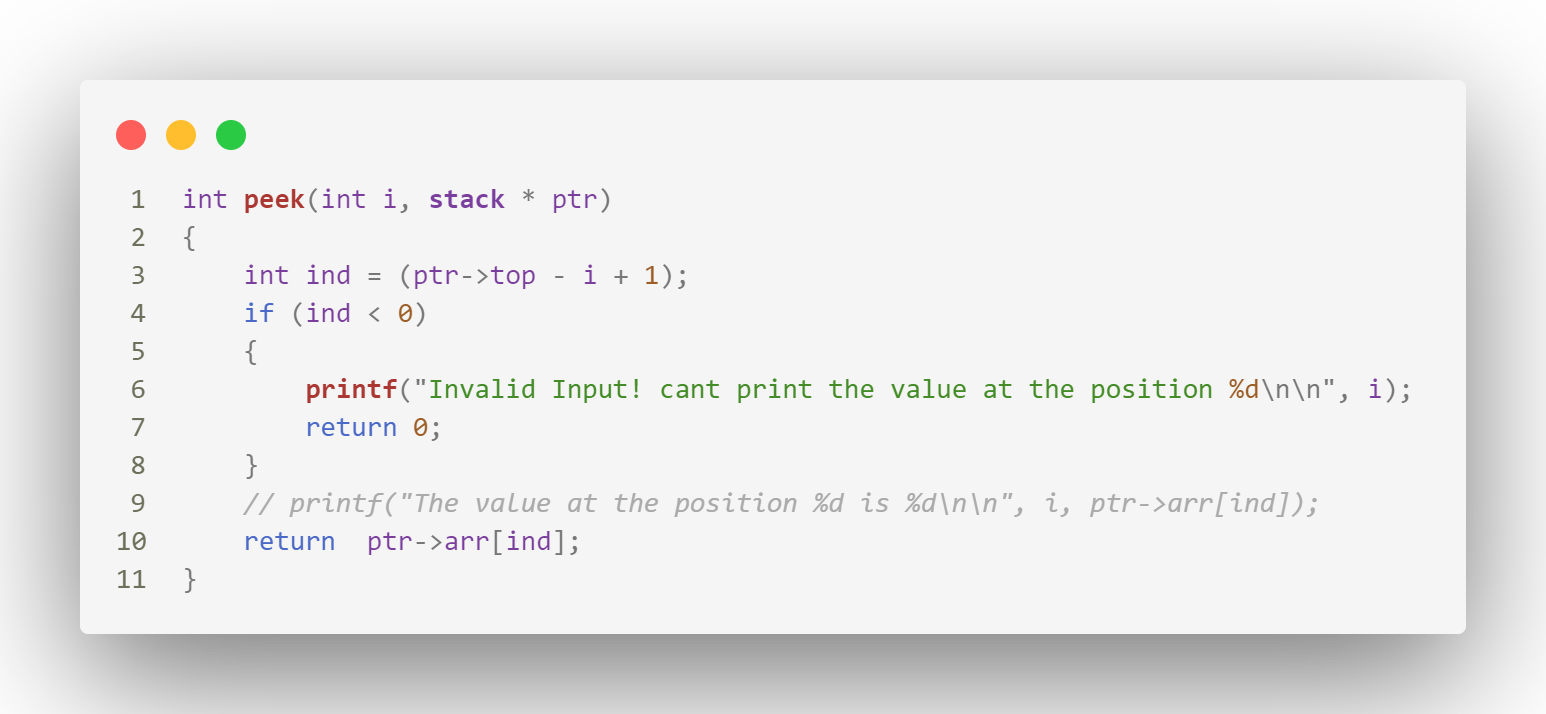 1 int peek(int i, stack * ptr)
2 {
3     int ind = (ptr->top - i + 1);
4     if (ind < 0)
5     {
6         printf("Invalid Input! cant print the value at the position %d\n\n", i);
7         return 0;
8     }
9     // printf("The value at the position %d is %d\n\n", i, ptr->arr[ind]);
10     return  ptr->arr[ind];
11 }